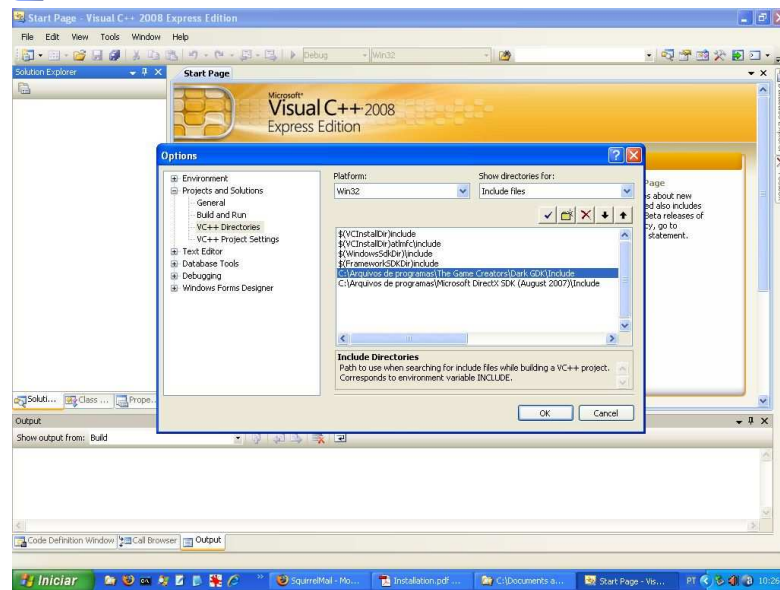 Start Page - Visual C++ 2008 Express Edition
File Edit View Tools Window Help
Debug Win32
Solution Explorer
Start Page
Microsoft
Visual C++ 2008
Express Edition
Options
Environment
Projects and Solutions
General
Build and Run
VC++ Directories
VC++ Project Settings
Text Editor
Database Tools
Debugging
Windows Forms Designer
Platform:
Win32
Show directories for:
Include files
$(VCInstallDir)include
$(VCInstallDir)atlmfc\include
$(WindowsSdkDir)\include
$(FrameworkSDKDir)include
C:\Arquivos de programas\The Game Creators\Dark GDK\Include
C:\Arquivos de programas\Microsoft DirectX SDK (August 2007)\Include
Include Directories
Path to use when searching for include files while building a VC++ project.
Corresponds to environment variable INCLUDE.
OK Cancel
Page
s about new
ed also includes
Beta releases of
cy, go to
statement.
Soluti... Class ... Prope...
Output
Show output from: Build
Code Definition Window Call Browser Output
Iniciar
SquirrelMail - Mo...
Installation.pdf ...
C:\Documents a...
Start Page - Vis...
PT
10:26